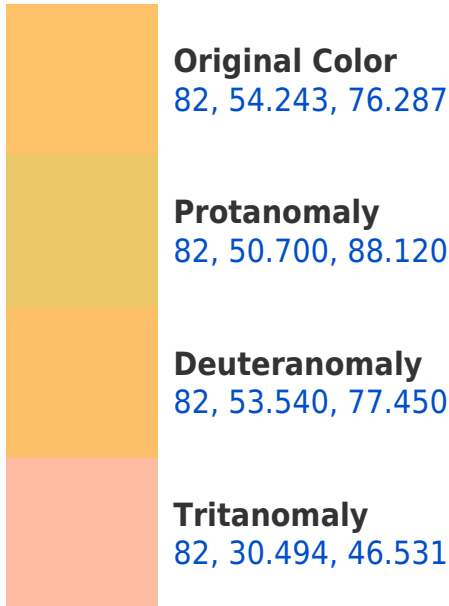 Original Color
82, 54.243, 76.287
Protanomaly
82, 50.700, 88.120
Deuteranomaly
82, 53.540, 77.450
Tritanomaly
82, 30.494, 46.531